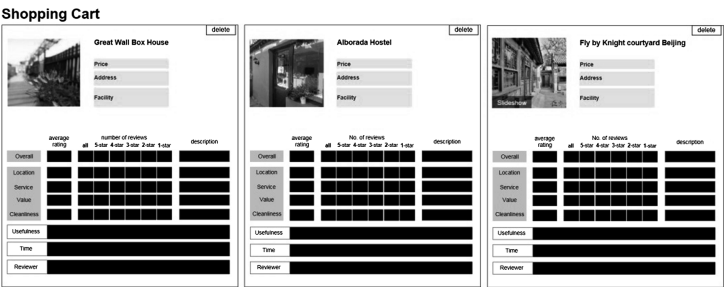 Shopping Cart
delete
Great Wall Box House
Price
Address
Facility
average rating
number of reviews
all 5-star 4-star 3-star 2-star 1-star
description
Overall
Location
Service
Value
Cleanliness
Usefulness
Time
Reviewer
delete
Alborada Hostel
Price
Address
Facility
average rating
No. of reviews
all 5-star 4-star 3-star 2-star 1-star
description
Overall
Location
Service
Value
Cleanliness
Usefulness
Time
Reviewer
delete
Fly by Knight courtyard Beijing
Slideshow
Price
Address
Facility
average rating
No. of reviews
all 5-star 4-star 3-star 2-star 1-star
description
Overall
Location
Service
Value
Cleanliness
Usefulness
Time
Reviewer